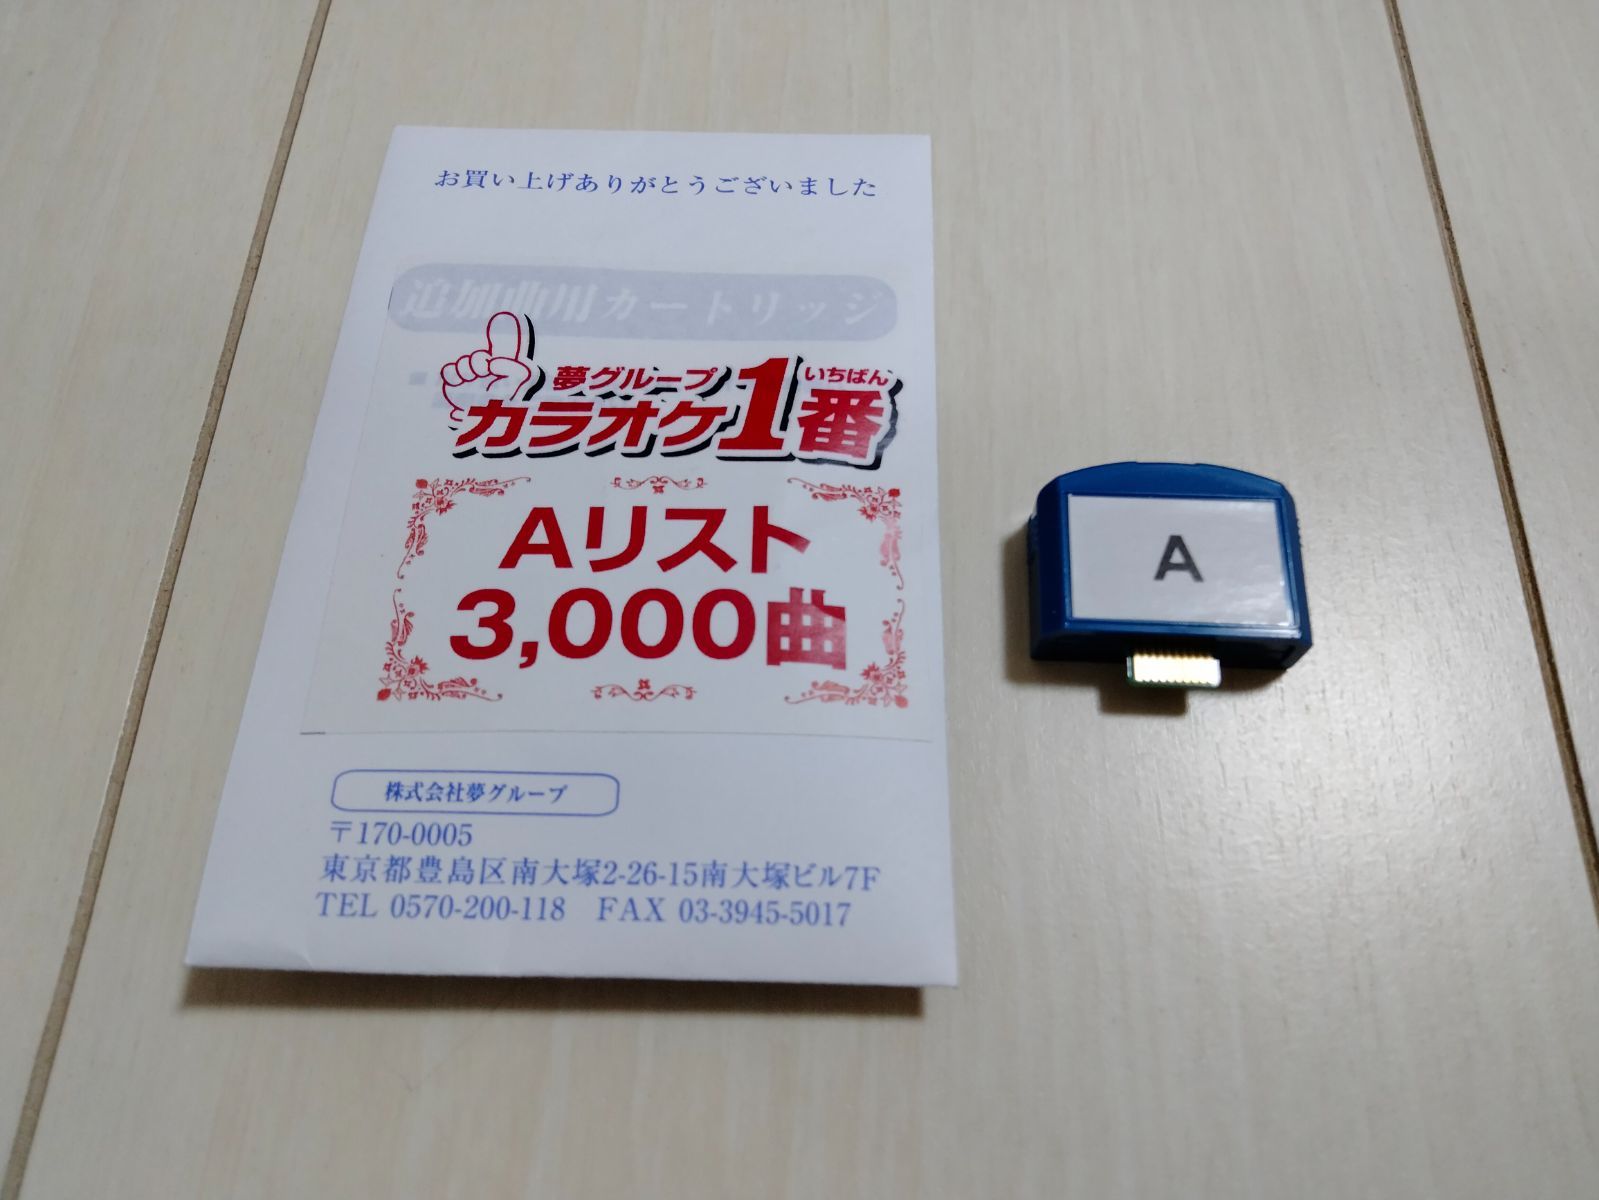 お買い上げありがとうございました
追加曲用カートリッジ
夢グループ
いちばん
カラオケ1番
Aリスト
3,000曲
株式会社夢グループ
〒170-0005
東京都豊島区南大塚2-26-15南大塚ビル7F
TEL 0570-200-118 FAX 03-3945-5017
A